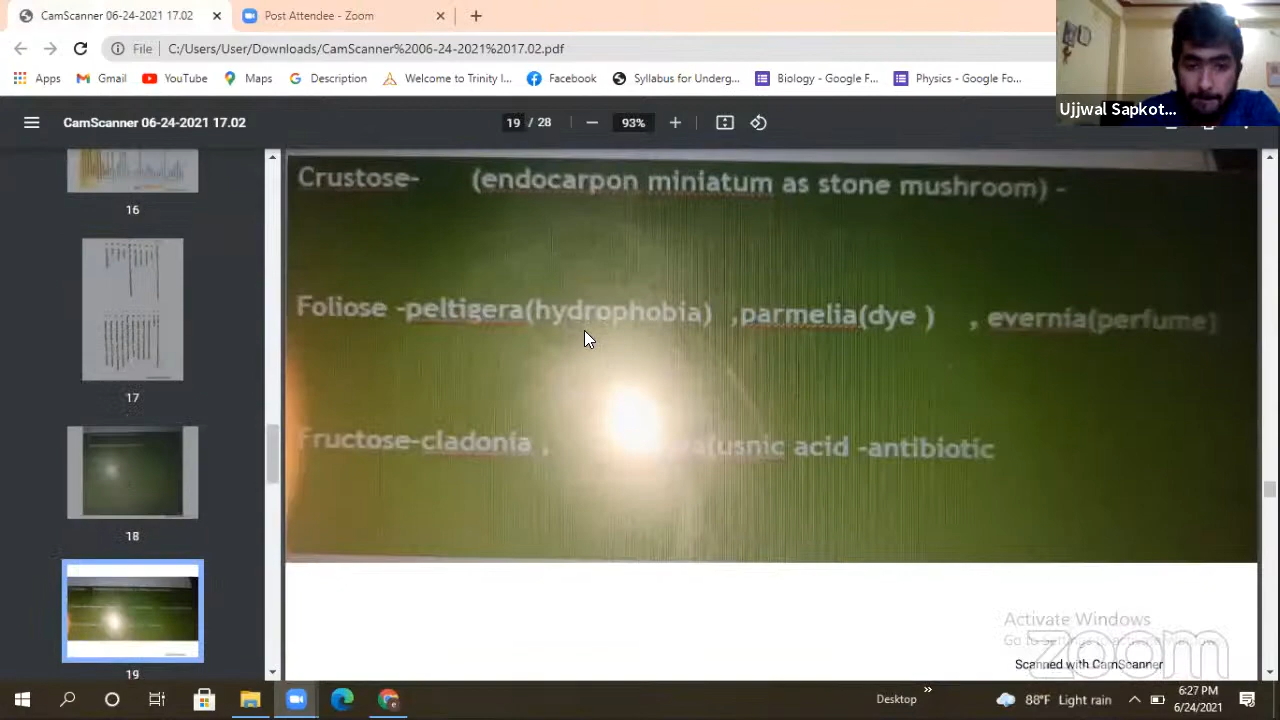 CamScanner 06-24-2021 17.02
Post Attendee - Zoom
File C:/Users/User/Downloads/CamScanner%2006-24-2021%2017.02.pdf
Apps Gmail YouTube Maps Description Welcome to Trinity I... Facebook Syllabus for Underg... Biology - Google F... Physics - Google Fo...
Ujjwal Sapkot...
CamScanner 06-24-2021 17.02 19 / 28 93%
Crustose- (endocarpon miniatum as stone mushroom) -
16
Foliose -peltigera(hydrophobia) ,parmelia(dye ) , evernia(perfume)
17
Fructose-cladonia , (usnic acid -antibiotic
18
Activate Windows
zoom
Scanned with CamScanner
19
Desktop 88°F Light rain 6:27 PM
6/24/2021